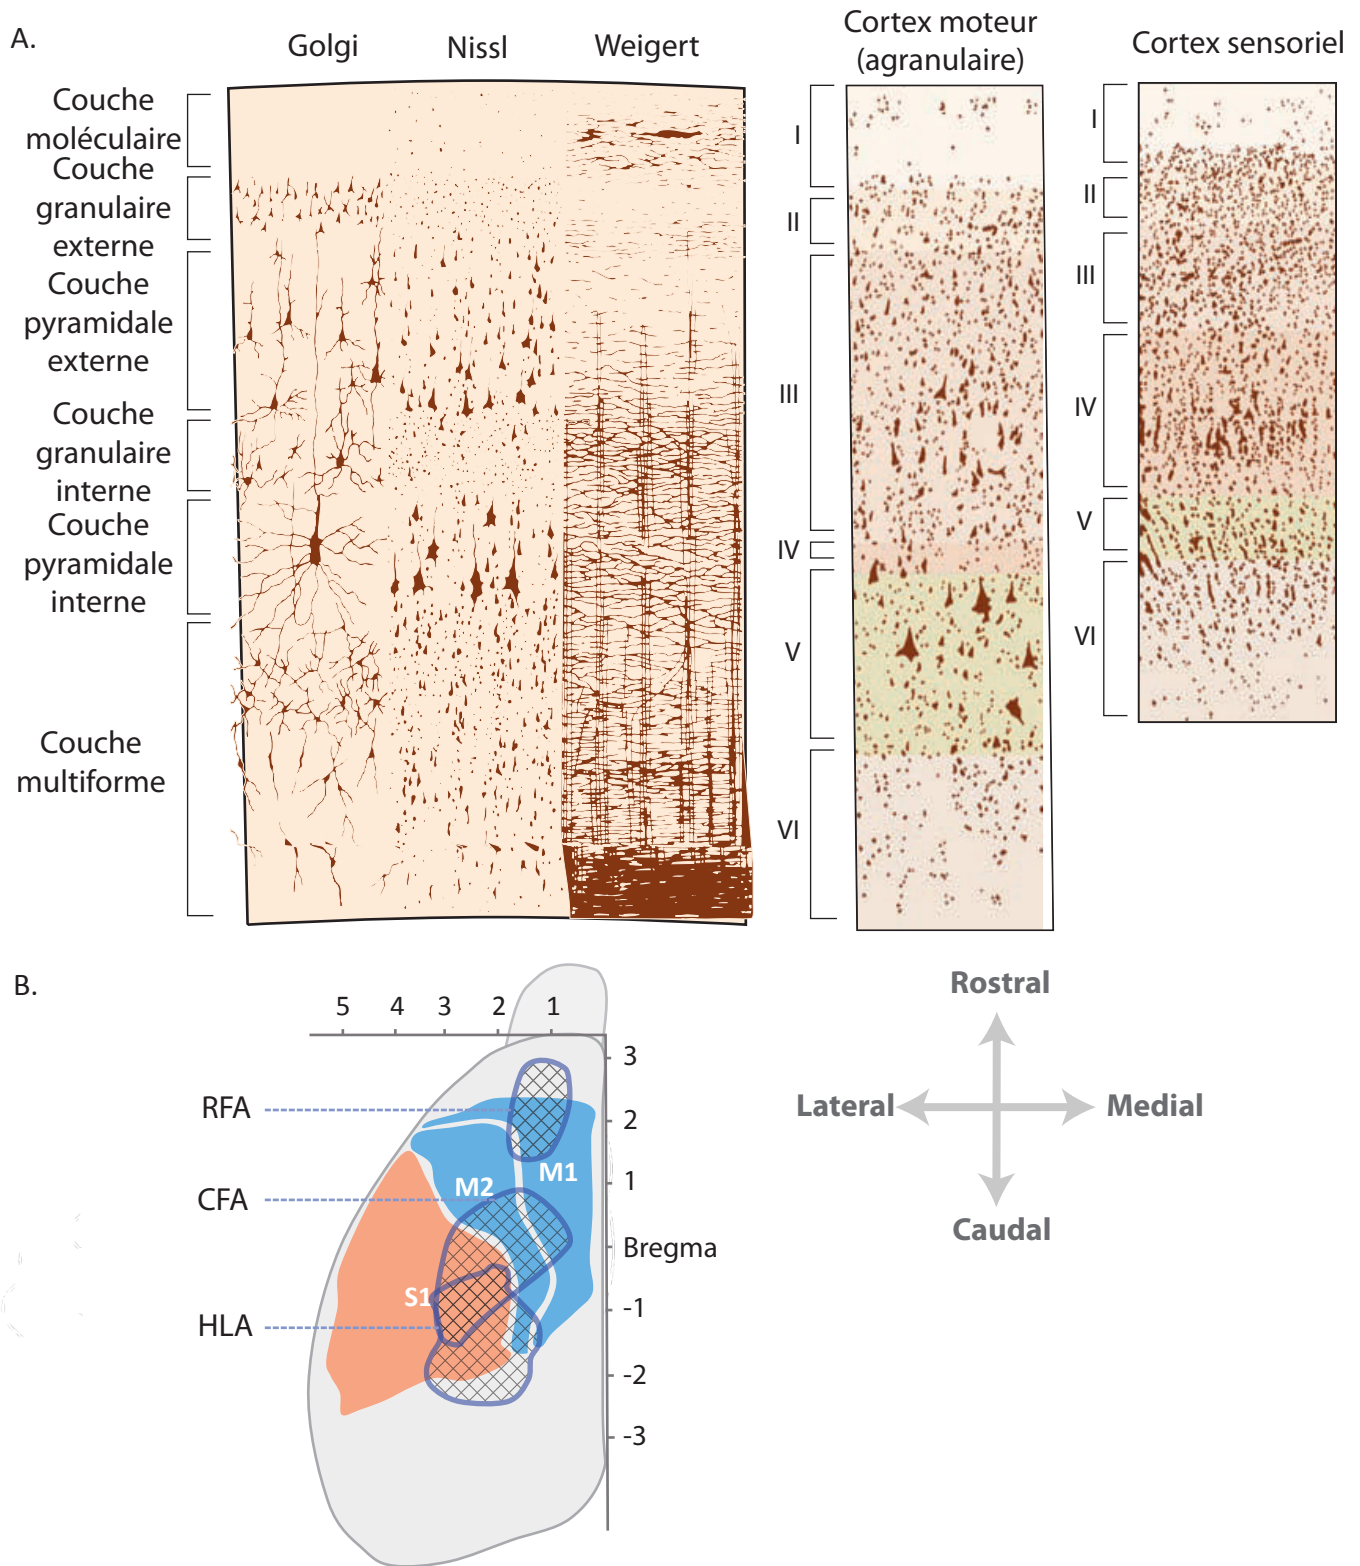 A.
Golgi
Nissl
Weigert
Cortex moteur
(agranulaire)
Cortex sensoriel
Couche
moléculaire
Couche
granulaire
externe
Couche
pyramidale
externe
Couche
granulaire
interne
Couche
pyramidale
interne
Couche
multiforme
I
II
III
IV
V
VI
I
II
III
IV
V
VI
B.
5 4 3 2 1
3
2
1
Bregma
-1
-2
-3
RFA
CFA
HLA
M1
M2
S1
Rostral
Lateral
Medial
Caudal